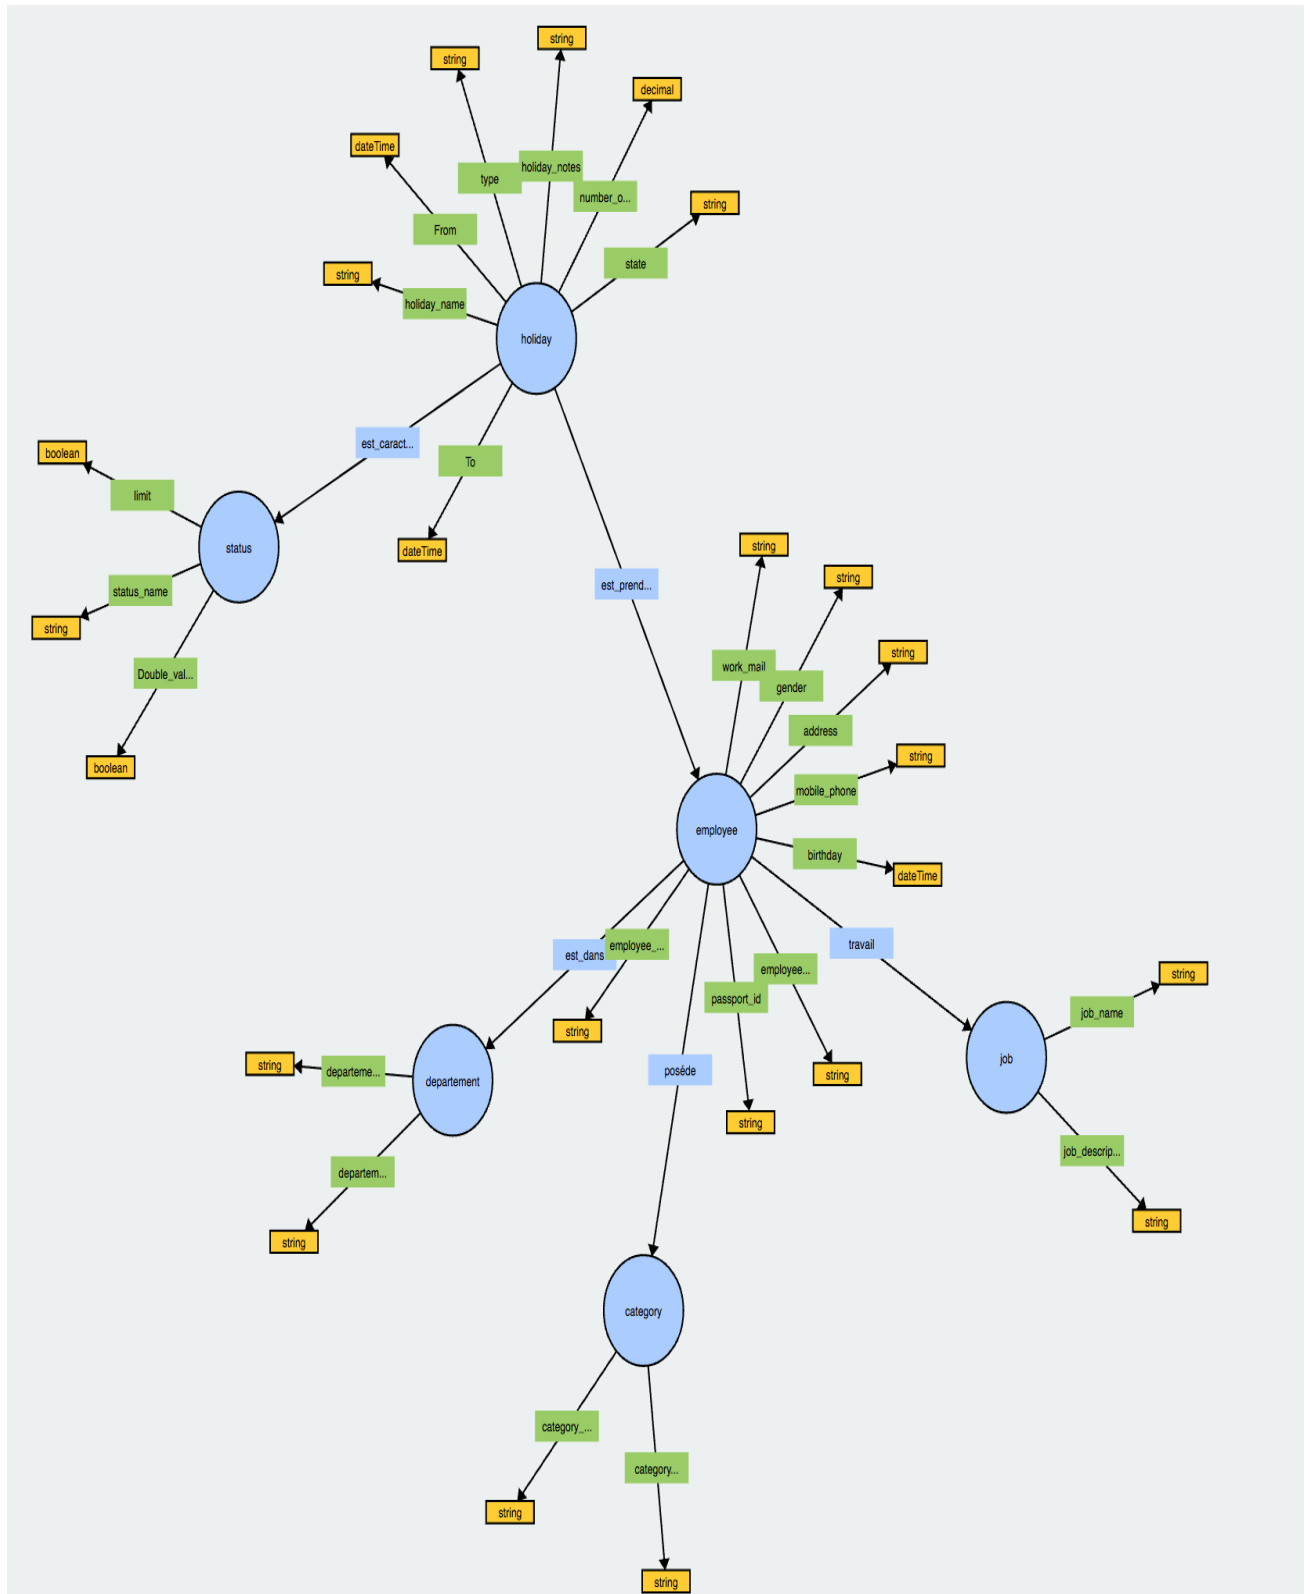 string
string
decimal
dateTime
holiday_notes
type
number_o...
string
From
state
string
holiday_name
holiday
est_caract...
boolean
To
limit
status
dateTime
string
string
est_prend...
status_name
string
string
work_mail
Double_val...
gender
address
string
mobile_phone
boolean
employee
birthday
dateTime
travail
employee_...
est_dans
employee...
string
passport_id
job_name
string
job
string
departeme...
poséde
string
departement
string
job_descrip...
departem...
string
string
category
category_...
category...
string
string